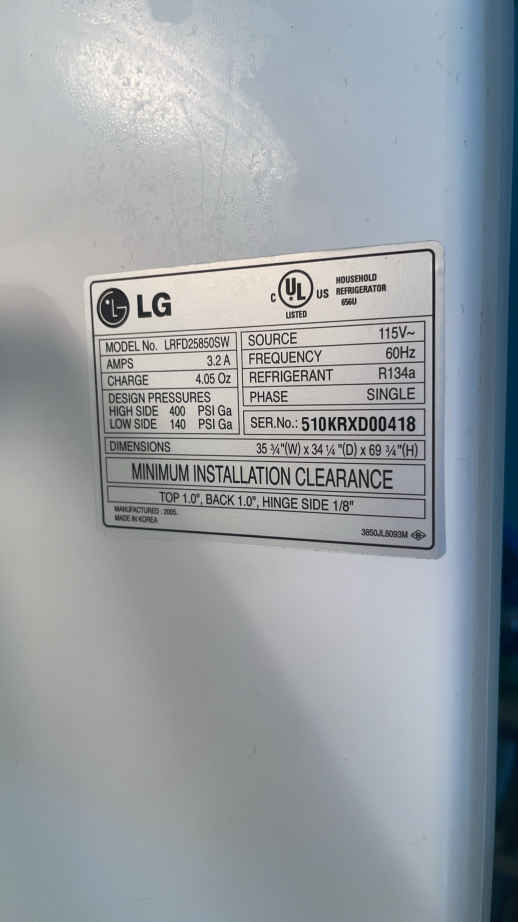 LG
C UL US
LISTED
HOUSEHOLD
REFRIGERATOR
656U
MODEL No. LRFD25850SW
AMPS 3.2 A
CHARGE 4.05 Oz
DESIGN PRESSURES
HIGH SIDE 400 PSI Ga
LOW SIDE 140 PSI Ga
SOURCE 115V~
FREQUENCY 60Hz
REFRIGERANT R134a
PHASE SINGLE
SER.No.: 510KRXD00418
DIMENSIONS 35 ¾"(W) x 34 ¼ "(D) x 69 ¾"(H)
MINIMUM INSTALLATION CLEARANCE
TOP 1.0", BACK 1.0", HINGE SIDE 1/8"
MANUFACTURED : 2005.
MADE IN KOREA
3850JL8093M